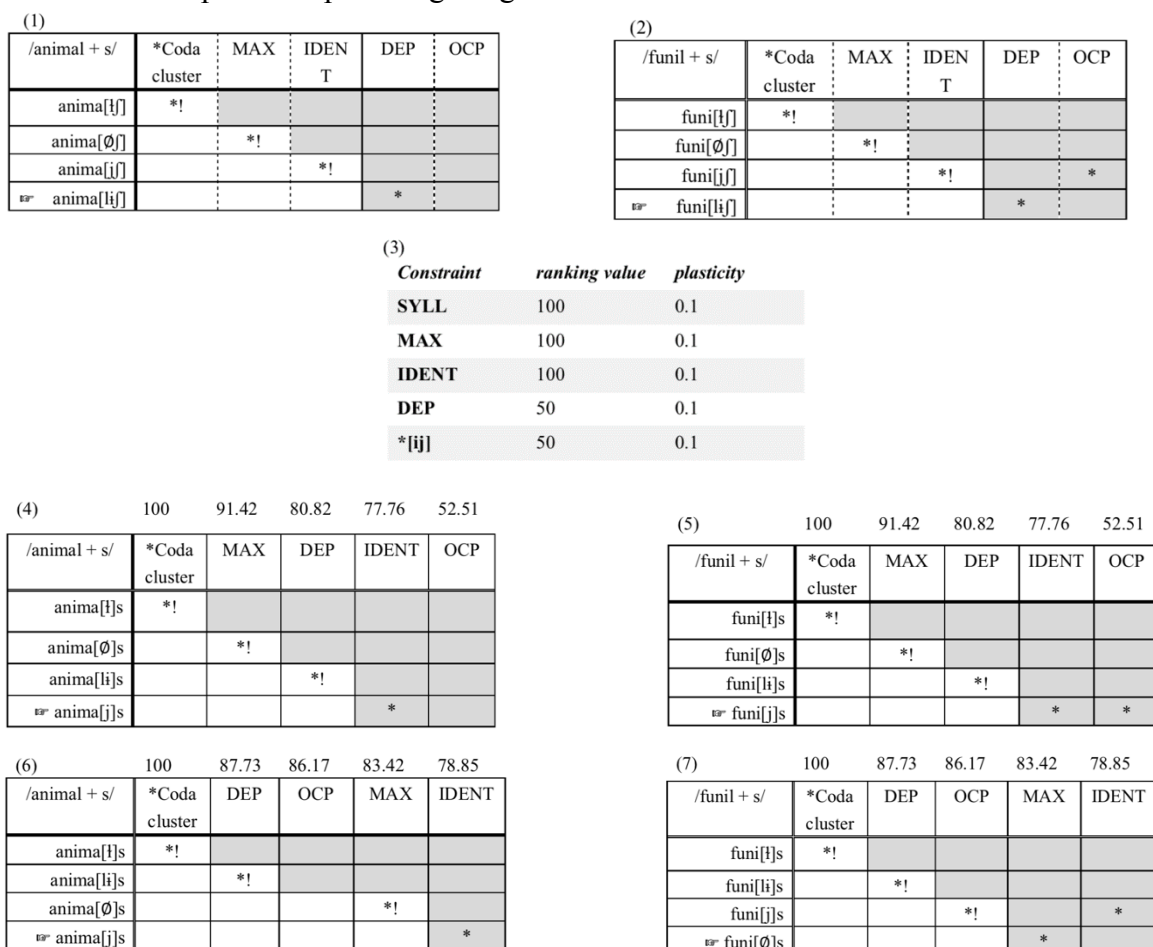 (1)
/animal + s/ *Coda cluster MAX IDENT DEP OCP
anima[ɫʃ] *!
anima[Ø̸ʃ] *!
anima[jʃ] *!
☞ anima[lɨʃ] *
(2)
/funil + s/ *Coda cluster MAX IDENT DEP OCP
funi[ɫʃ] *!
funi[Øʃ] *!
funi[jʃ] *! *
☞ funi[lɨʃ] *
(3)
Constraint ranking value plasticity
SYLL 100 0.1
MAX 100 0.1
IDENT 100 0.1
DEP 50 0.1
*[ij] 50 0.1
(4) 100 91.42 80.82 77.76 52.51
/animal + s/ *Coda cluster MAX DEP IDENT OCP
anima[ɫ]s *!
anima[Ø]s *!
anima[lɨ]s *!
☞ anima[j]s *
(5) 100 91.42 80.82 77.76 52.51
/funil + s/ *Coda cluster MAX DEP IDENT OCP
funi[ɫ]s *!
funi[Ø]s *!
funi[lɨ]s *!
☞ funi[j]s * *
(6) 100 87.73 86.17 83.42 78.85
/animal + s/ *Coda cluster DEP OCP MAX IDENT
anima[ɫ]s *!
anima[lɨ]s *!
anima[Ø]s *!
☞ anima[j]s *
(7) 100 87.73 86.17 83.42 78.85
/funil + s/ *Coda cluster DEP OCP MAX IDENT
funi[ɫ]s *!
funi[lɨ]s *!
funi[j]s *! *
☞ funi[Ø]s *